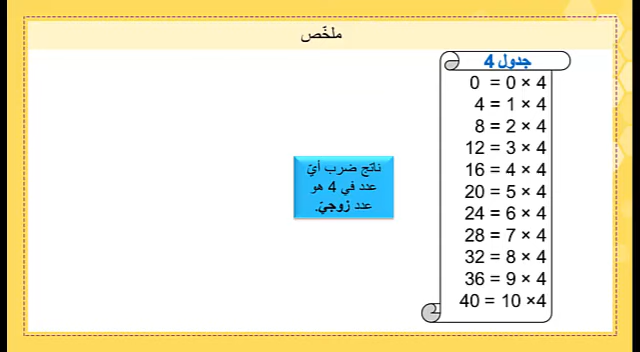 ملخّص
جدول 4
0 = 0 × 4
4 = 1 × 4
8 = 2 × 4
12 = 3 × 4
16 = 4 × 4
20 = 5 × 4
24 = 6 × 4
28 = 7 × 4
32 = 8 × 4
36 = 9 × 4
40 = 10 ×4
ناتج ضرب أيّ
عدد في 4 هو
عدد زوجيّ.